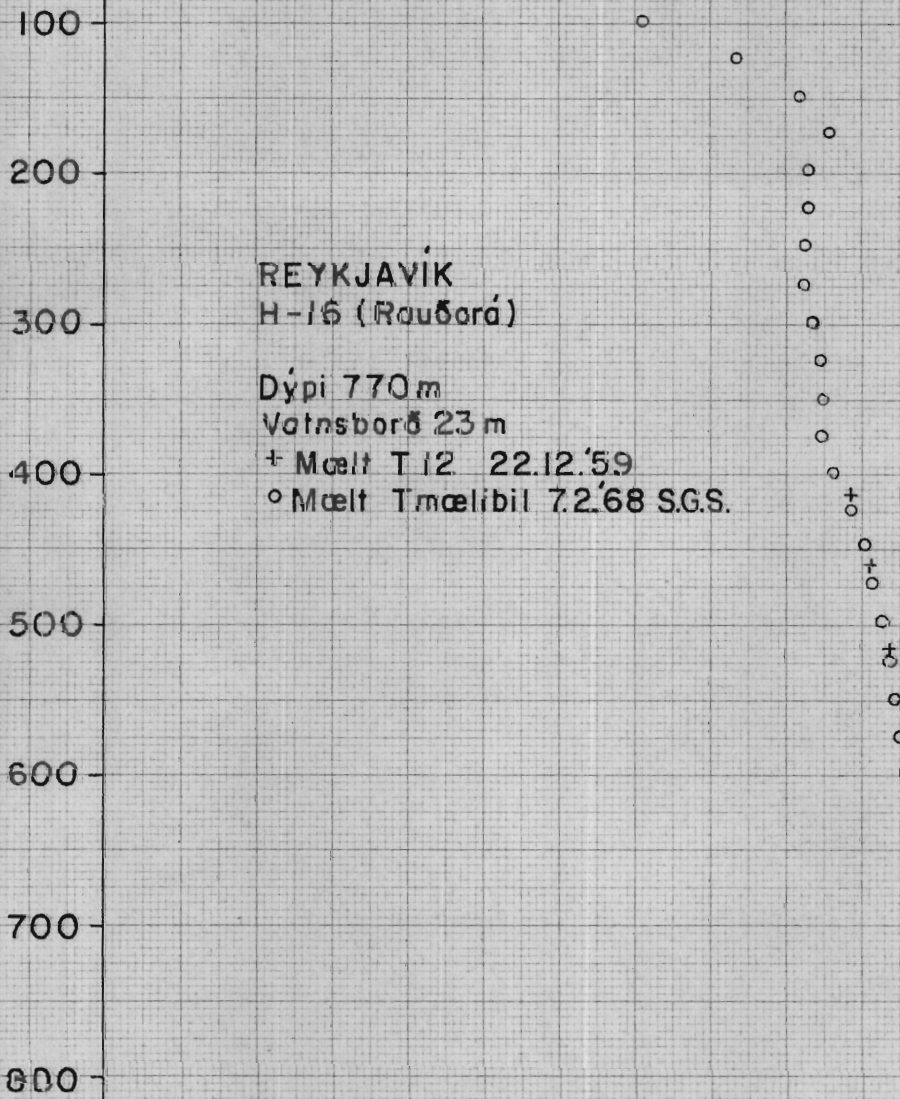 100
200
REYKJAVÍK
H-16 (Rauðará)
300
Dýpi 770 m
Vatnsborð 23 m
+ Mælt T 12 22.12.'59
400
o Mælt Tmælibil 7.2.'68 S.G.S.
500
600
700
800